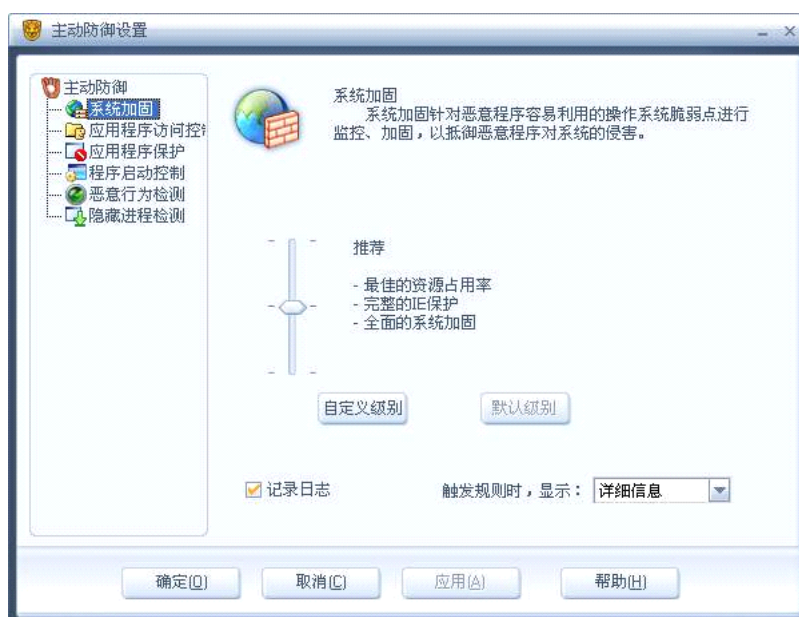 主动防御设置
主动防御
系统加固
应用程序访问控
应用程序保护
程序启动控制
恶意行为检测
隐藏进程检测
系统加固
系统加固针对恶意程序容易利用的操作系统脆弱点进行
监控、加固，以抵御恶意程序对系统的侵害。
推荐
- 最佳的资源占用率
- 完整的IE保护
- 全面的系统加固
自定义级别
默认级别
记录日志
触发规则时，显示：
详细信息
确定(O)
取消(C)
应用(A)
帮助(H)